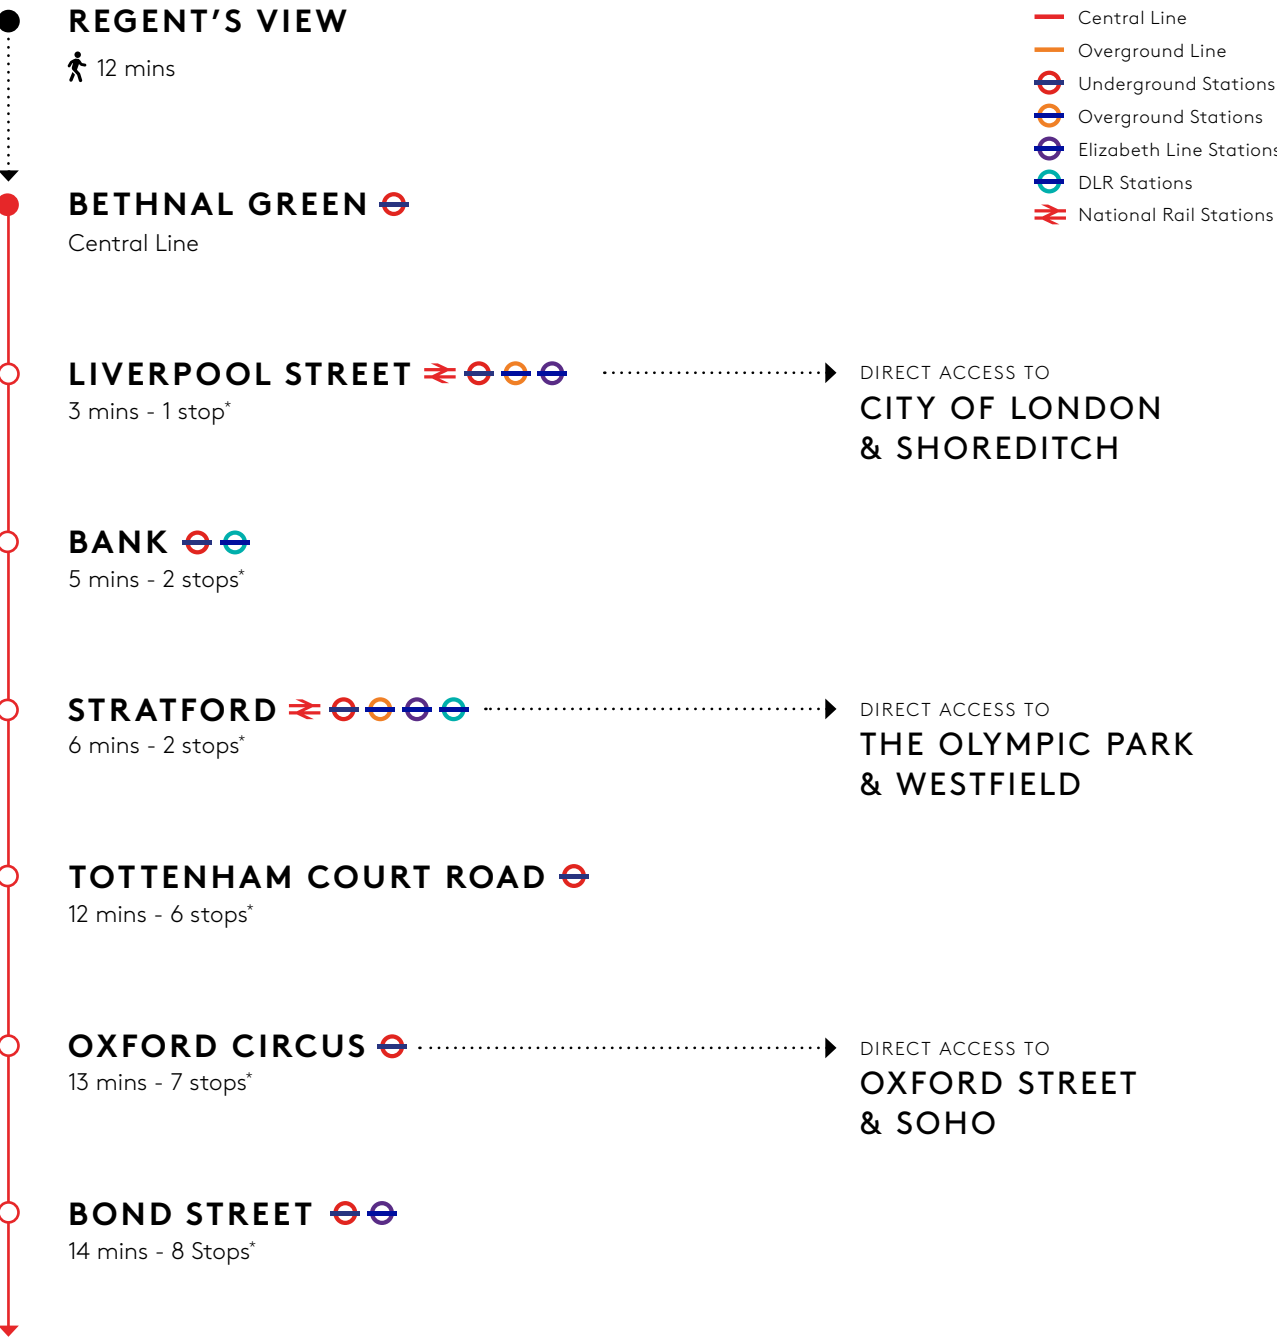 REGENT'S VIEW
12 mins
BETHNAL GREEN
Central Line
LIVERPOOL STREET
3 mins - 1 stop*
DIRECT ACCESS TO
CITY OF LONDON
& SHOREDITCH
BANK
5 mins - 2 stops*
STRATFORD
6 mins - 2 stops*
DIRECT ACCESS TO
THE OLYMPIC PARK
& WESTFIELD
TOTTENHAM COURT ROAD
12 mins - 6 stops*
OXFORD CIRCUS
13 mins - 7 stops*
DIRECT ACCESS TO
OXFORD STREET
& SOHO
BOND STREET
14 mins - 8 Stops*
Central Line
Overground Line
Underground Stations
Overground Stations
Elizabeth Line Stations
DLR Stations
National Rail Stations